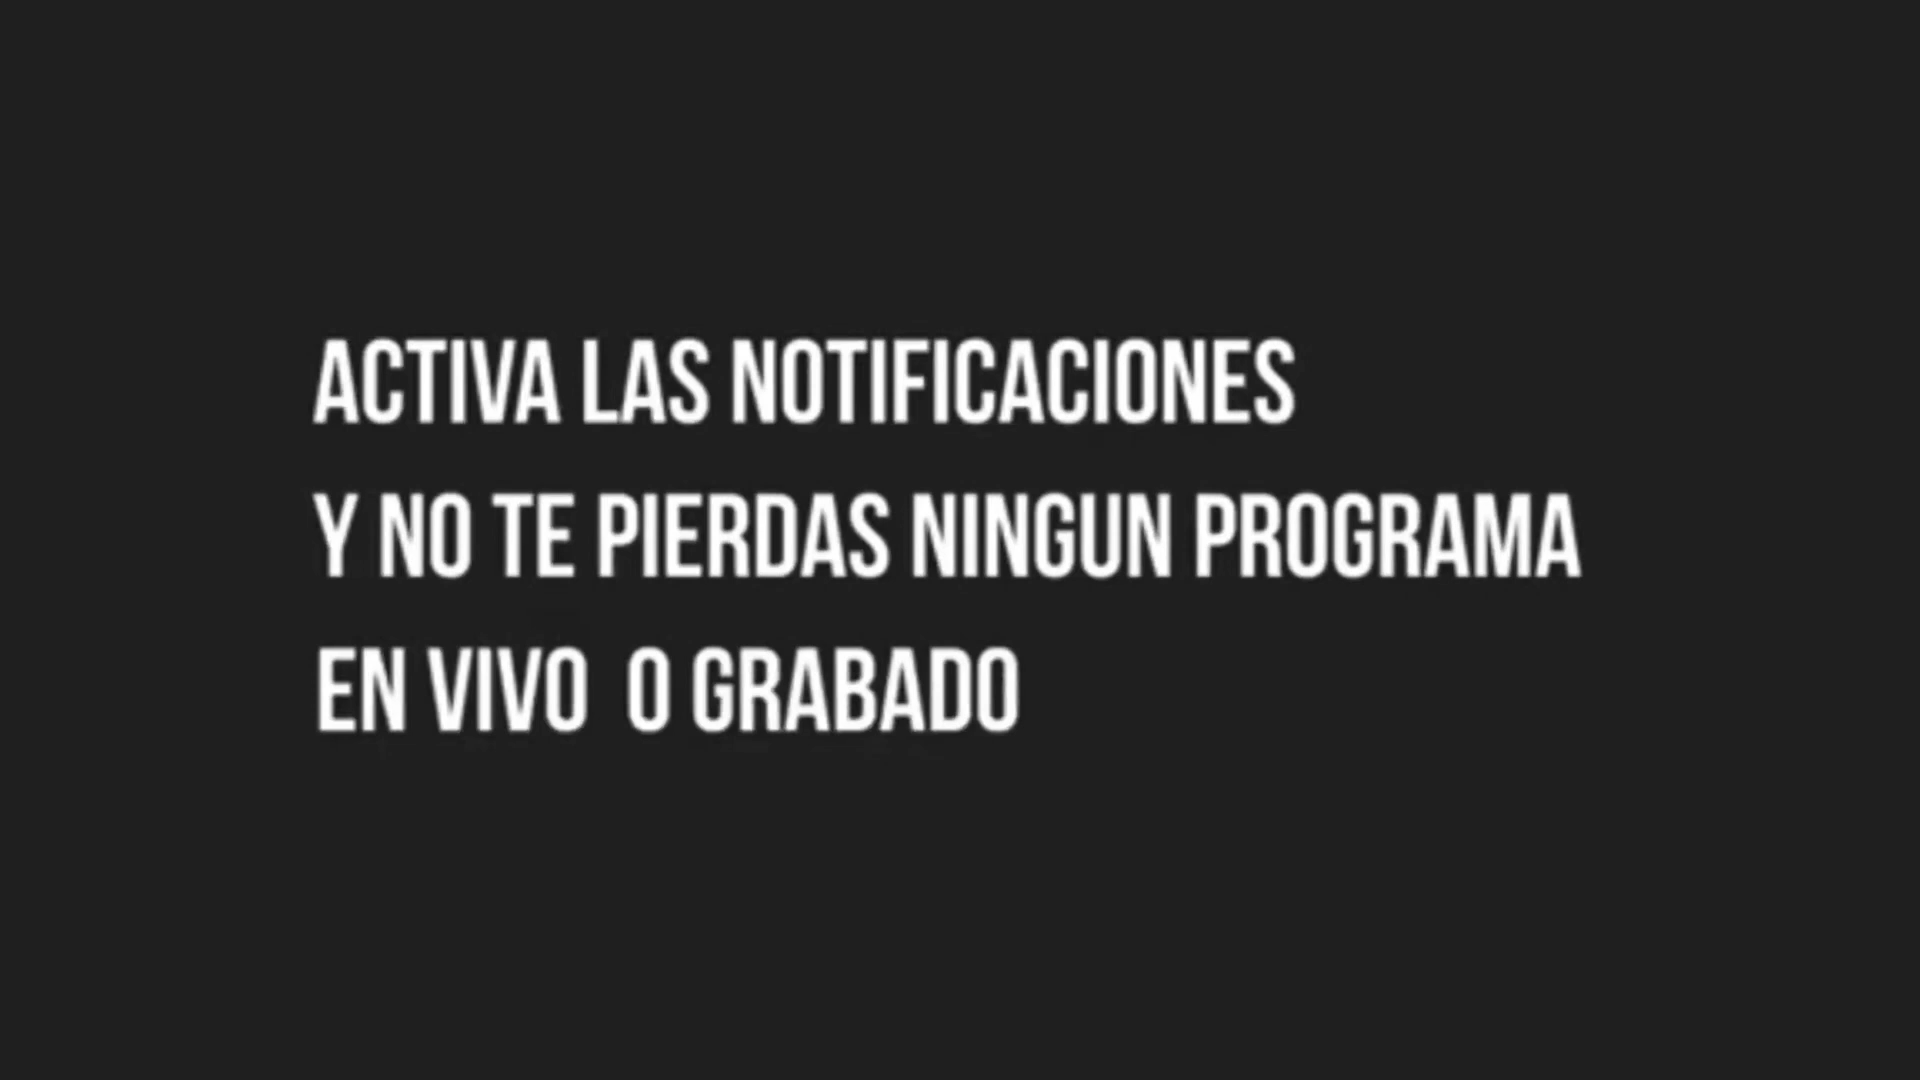 ACTIVA LAS NOTIFICACIONES
Y NO TE PIERDAS NINGUN PROGRAMA
EN VIVO  O GRABADO